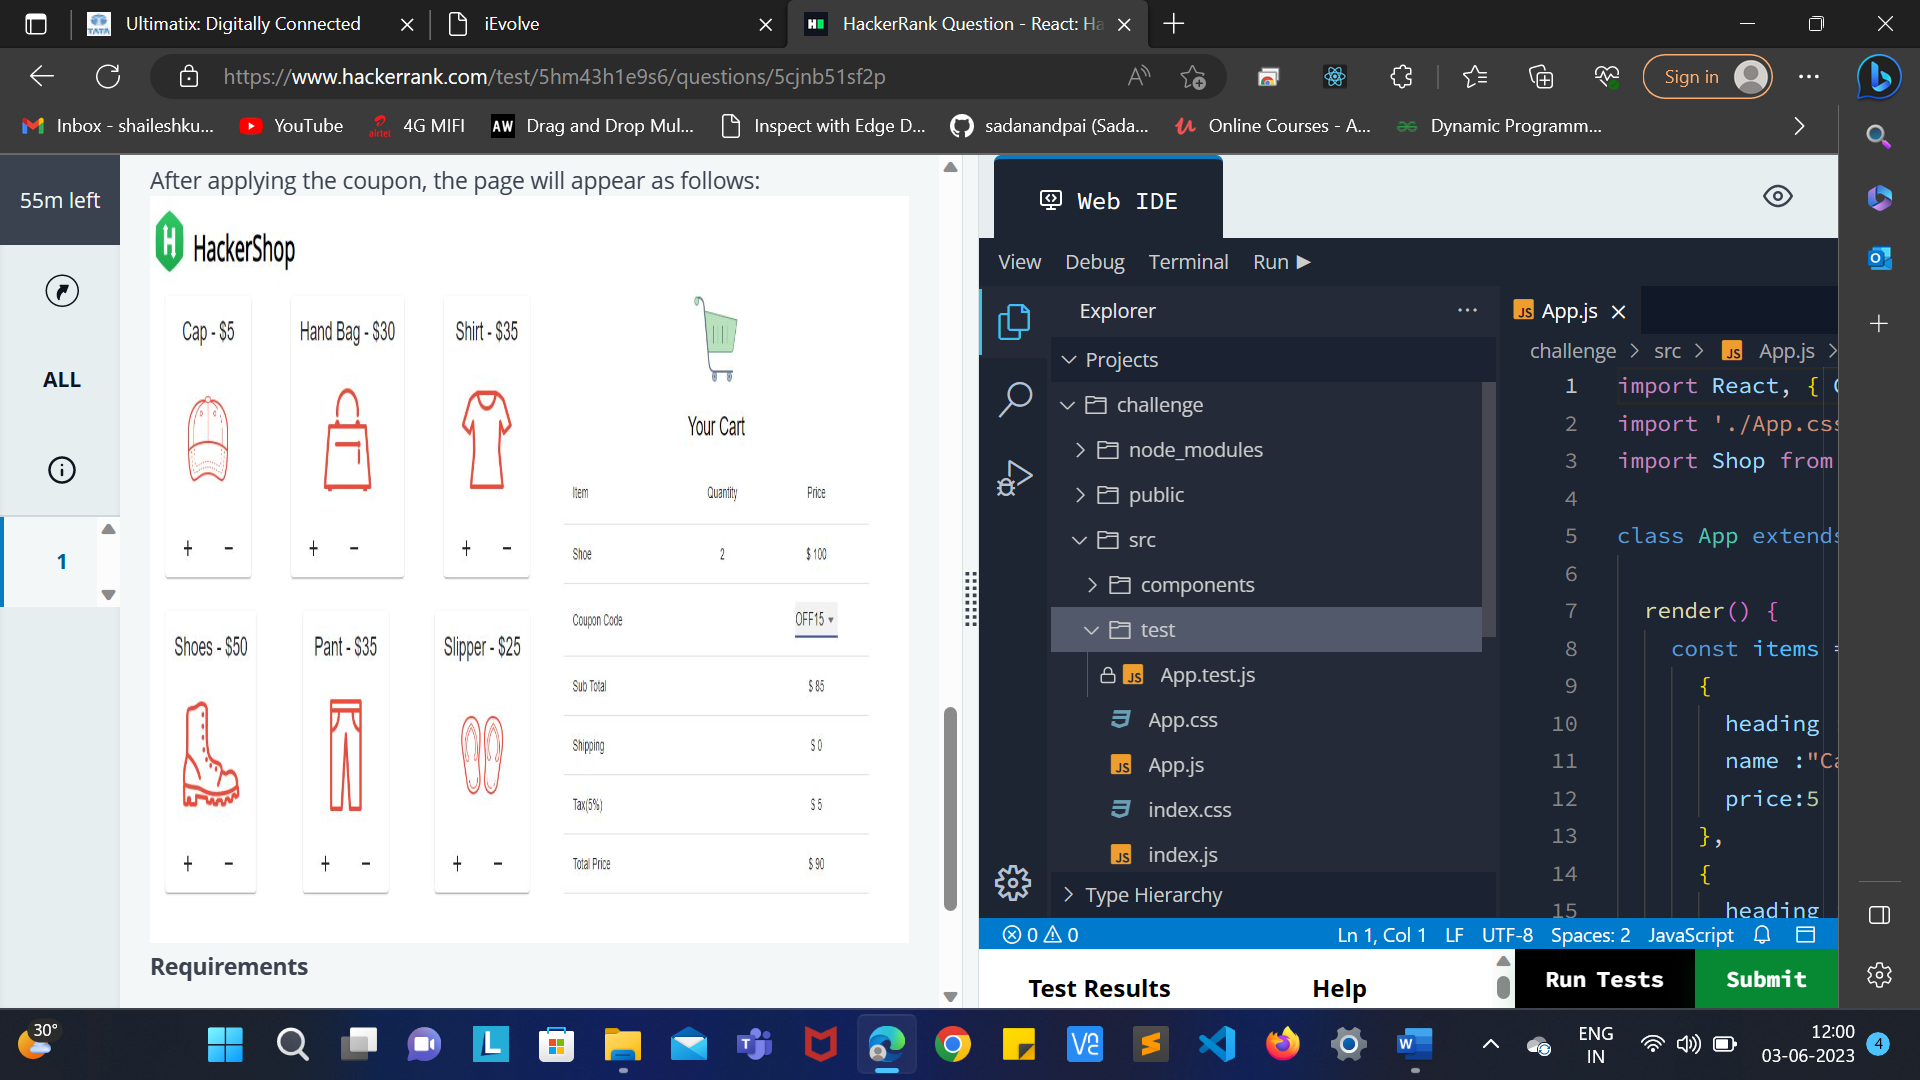 Ultimatix: Digitally Connected
iEvolve
HackerRank Question - React: Ha
https://www.hackerrank.com/test/5hm43h1e9s6/questions/5cjnb51sf2p
Sign in
Inbox - shaileshku...
YouTube
airtel
4G MIFI
AW
Drag and Drop Mul...
Inspect with Edge D...
sadanandpai (Sada...
Online Courses - A...
Dynamic Programm...
55m left
ALL
1
After applying the coupon, the page will appear as follows:
HackerShop
Cap - $5
Hand Bag - $30
Shirt - $35
+ -
+ -
+ -
Shoes - $50
Pant - $35
Slipper - $25
+ -
+ -
+ -
Your Cart
Item Quantity Price
Shoe 2 $ 100
Coupon Code OFF15
Sub Total $ 85
Shipping $ 0
Tax(5%) $ 5
Total Price $ 90
Requirements
Web IDE
View Debug Terminal Run
Explorer
Projects
challenge
node_modules
public
src
components
test
App.test.js
App.css
App.js
index.css
index.js
Type Hierarchy
JS App.js
challenge > src > JS App.js >
1 import React, {
2 import './App.css
3 import Shop from
4
5 class App extends
6
7 render() {
8 const items =
9 {
10 heading
11 name :"Ca
12 price:5
13 },
14 {
15 heading
0 0
Ln 1, Col 1 LF UTF-8 Spaces: 2 JavaScript
Test Results
Help
Run Tests
Submit
30°
ENG
IN
12:00
03-06-2023
4